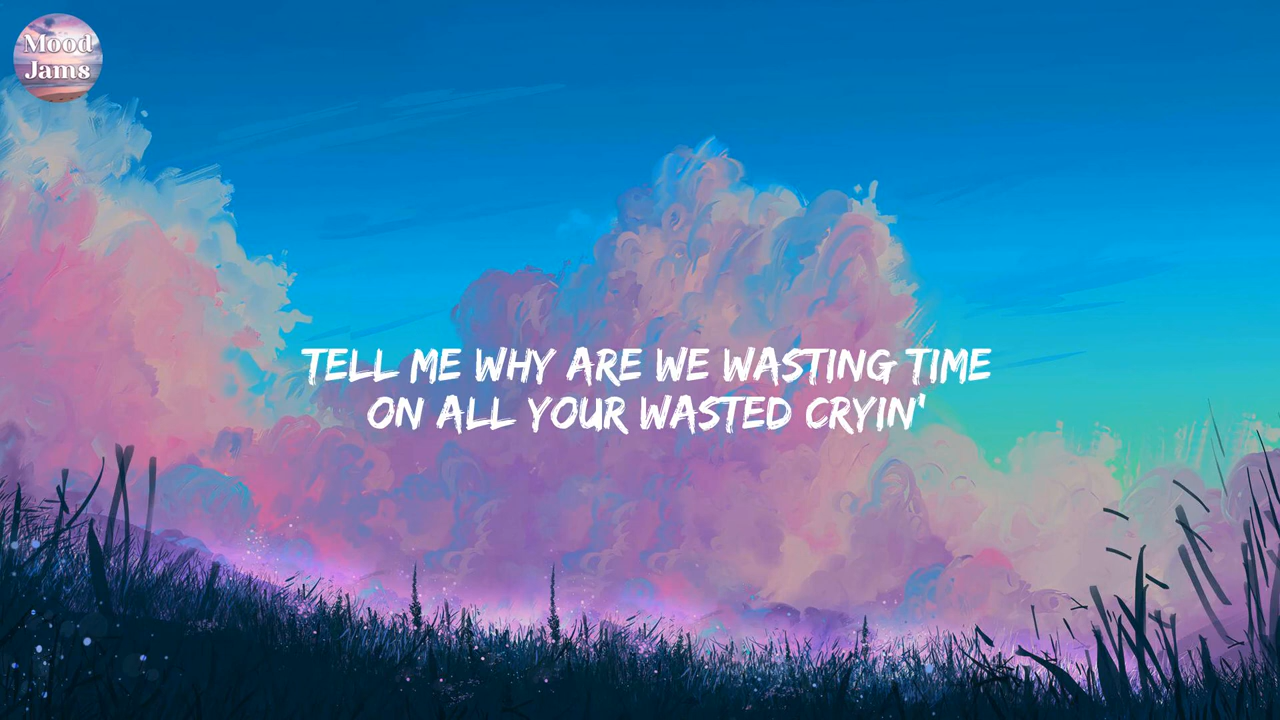 Mood
Jams
TELL ME WHY ARE WE WASTING TIME
ON ALL YOUR WASTED CRYIN'